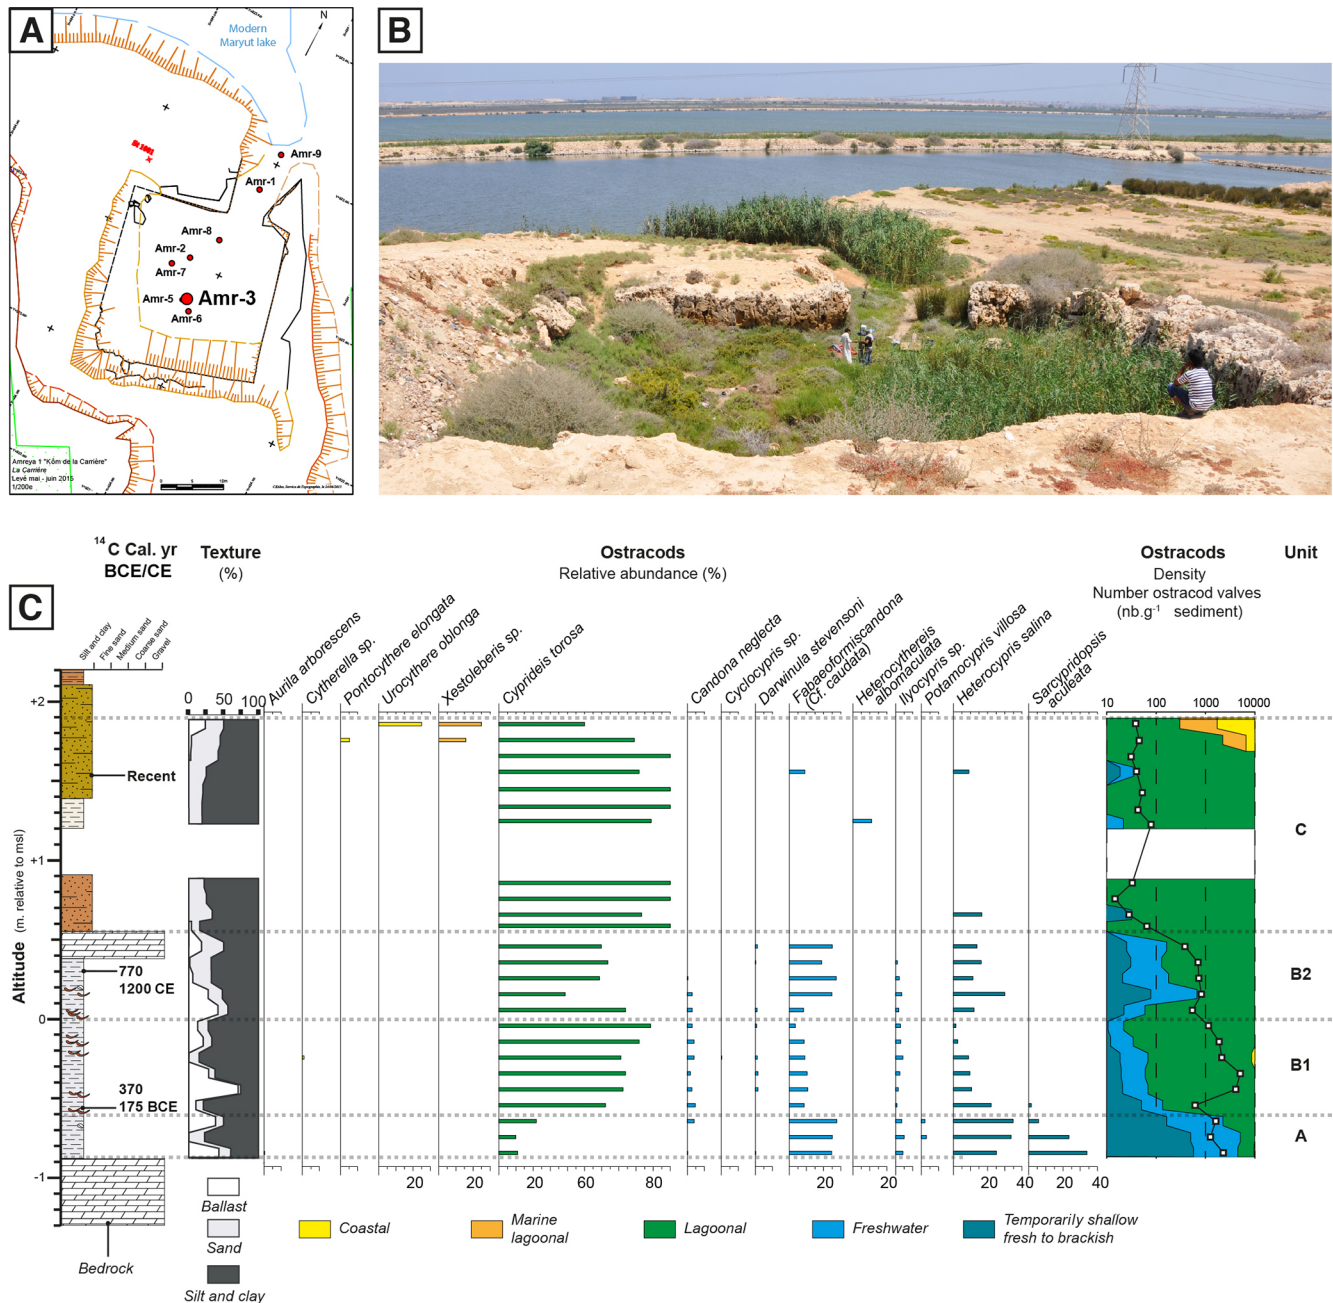 A
Modern
Maryut lake
N
St 1001
Amr-9
Amr-1
Amr-8
Amr-2
Amr-7
Amr-5
Amr-3
Amr-6
Amreya 1 "Kôm de la Carrière"
La Carrière
Levé mai - juin 2015
1/200e
0 5 10m
B
C
14C Cal. yr
BCE/CE
Texture
(%)
Ostracods
Relative abundance (%)
Ostracods
Density
Number ostracod valves
(nb.g-1 sediment)
Unit
Silt and clay
Fine sand
Medium sand
Coarse sand
Gravel
0 50 100
Aurila arborescens
Cytherella sp.
Pontocythere elongata
Urocythere oblonga
Xestoleberis sp.
Cyprideis torosa
Candona neglecta
Cyclocypris sp.
Darwinula stevensoni
Fabaeoformiscandona
(Cf. caudata)
Heterocythereis
albomaculata
Ilyocypris sp.
Potamocypris villosa
Heterocypris salina
Sarcypridopsis
aculeata
10 100 1000 10000
Altitude (m. relative to msl)
+2
+1
0
-1
Recent
770
1200 CE
370
175 BCE
C
B2
B1
A
20 20 20 60 80 20 20 20 40 20 40
Ballast
Sand
Silt and clay
Bedrock
Coastal
Marine
lagoonal
Lagoonal
Freshwater
Temporarily shallow
fresh to brackish